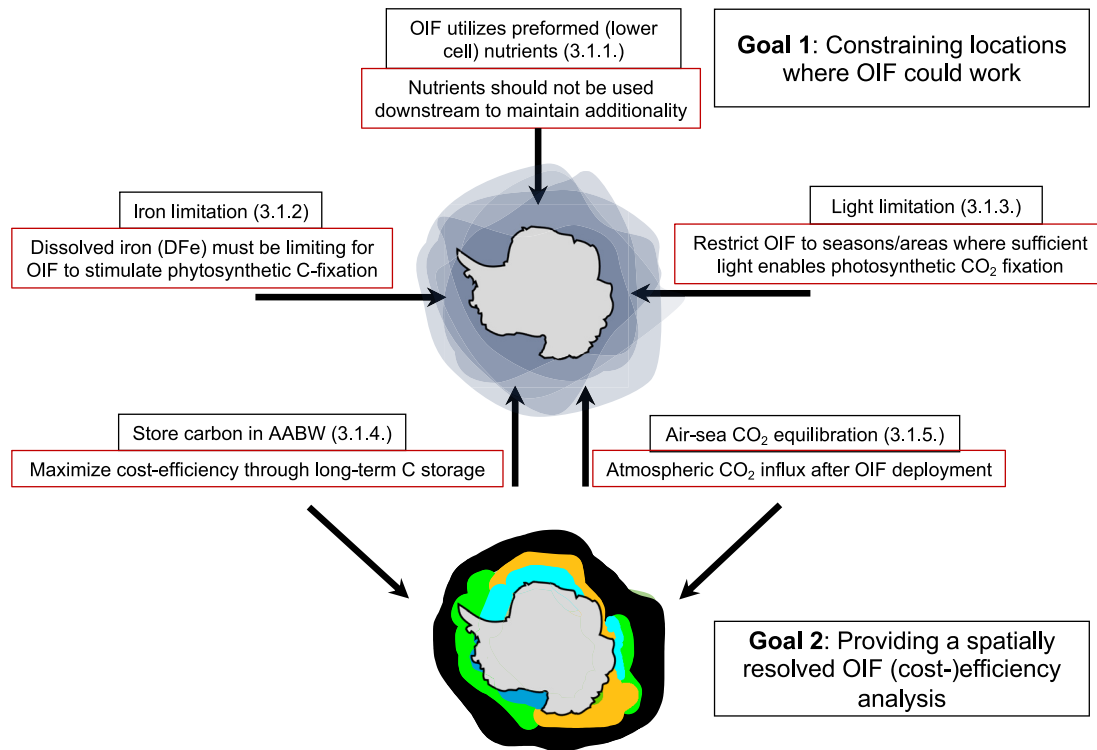 OIF utilizes preformed (lower
cell) nutrients (3.1.1.)
Nutrients should not be used
downstream to maintain additionality
Goal 1: Constraining locations
where OIF could work
Iron limitation (3.1.2)
Dissolved iron (DFe) must be limiting for
OIF to stimulate phytosynthetic C-fixation
Light limitation (3.1.3.)
Restrict OIF to seasons/areas where sufficient
light enables photosynthetic CO₂ fixation
Store carbon in AABW (3.1.4.)
Maximize cost-efficiency through long-term C storage
Air-sea CO₂ equilibration (3.1.5.)
Atmospheric CO₂ influx after OIF deployment
Goal 2: Providing a spatially
resolved OIF (cost-)efficiency
analysis